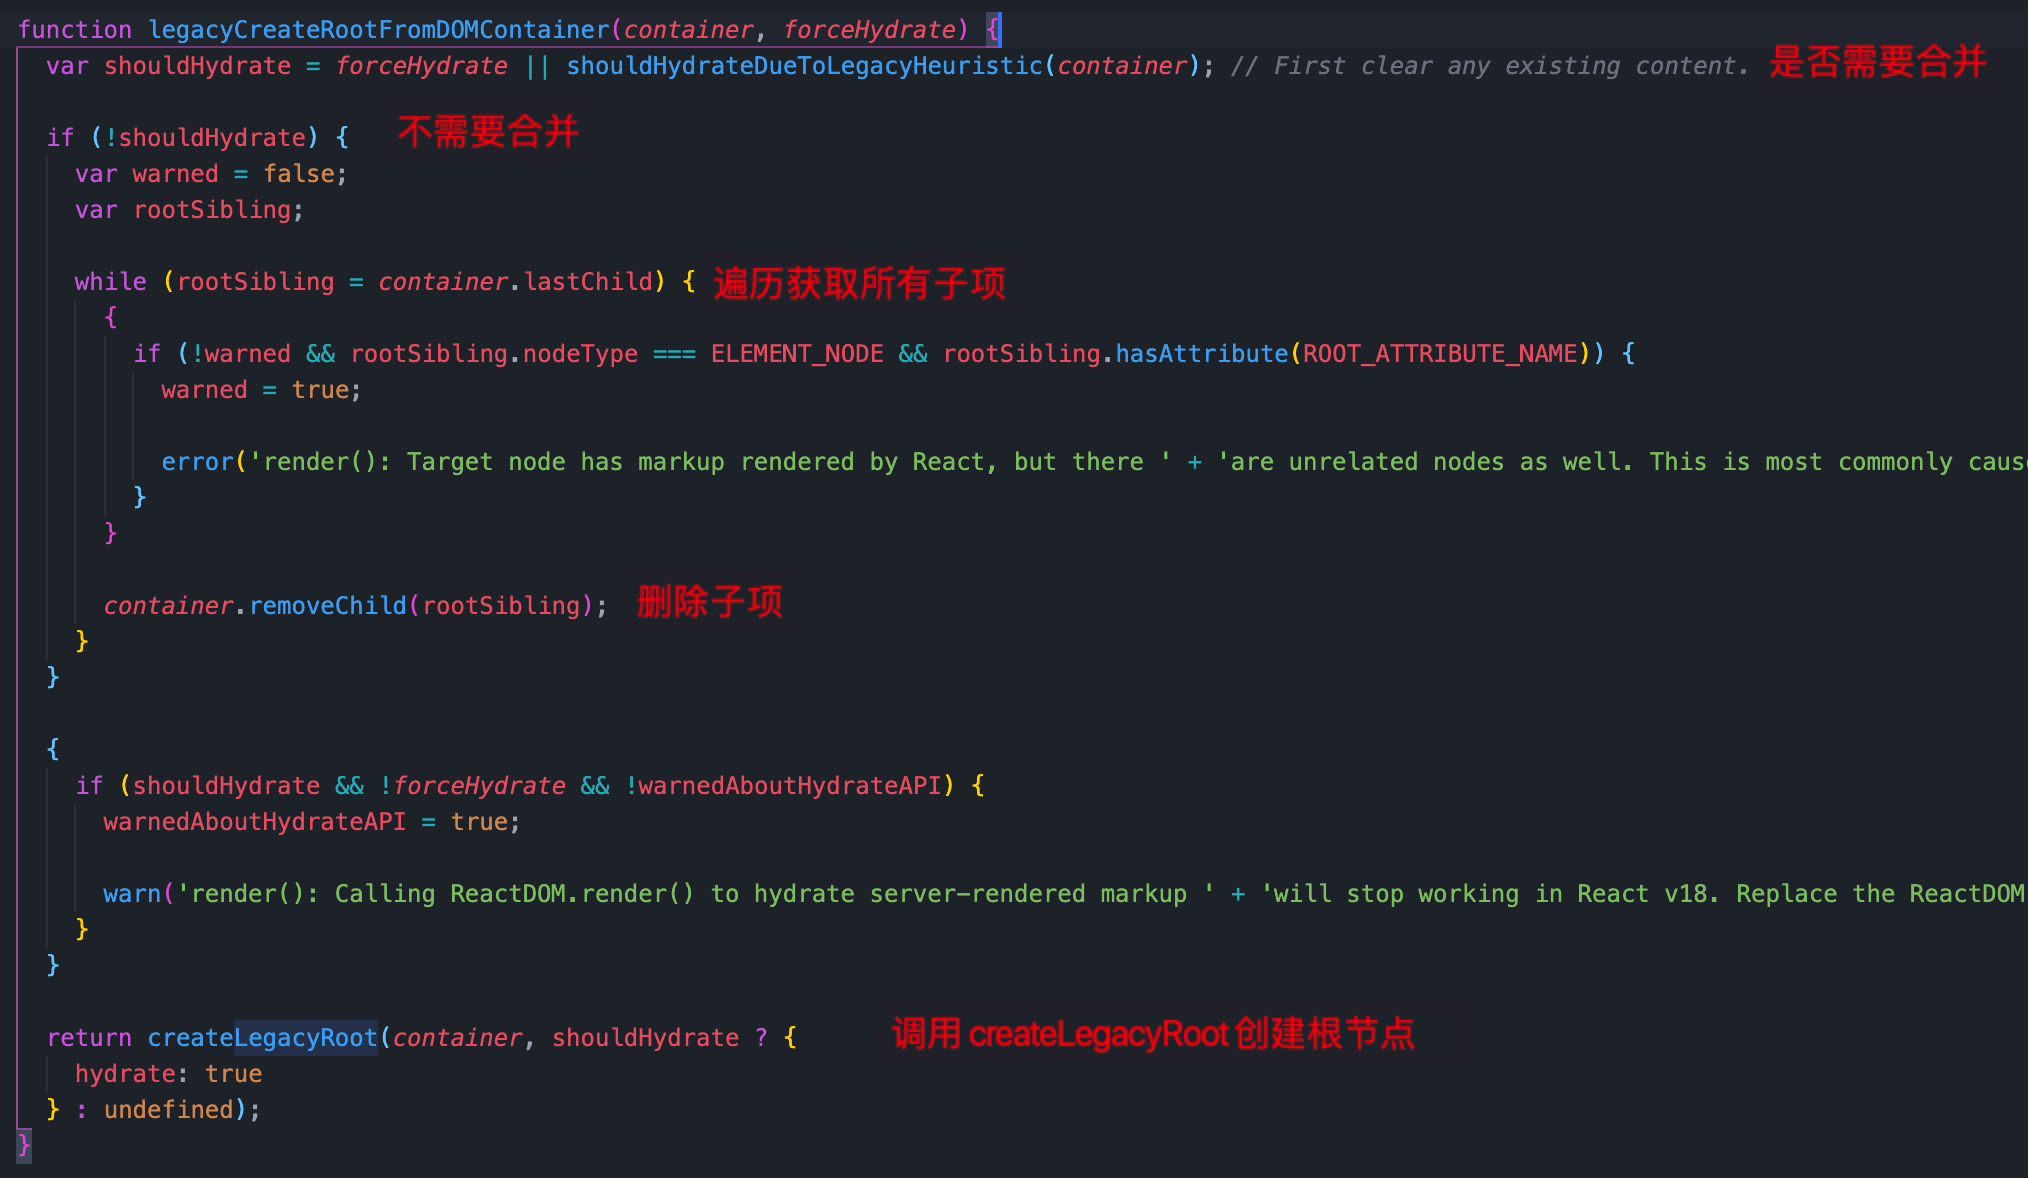 function legacyCreateRootFromDOMContainer(container, forceHydrate) {
var shouldHydrate = forceHydrate || shouldHydrateDueToLegacyHeuristic(container); // First clear any existing content. 是否需要合并
if (!shouldHydrate) { 不需要合并
var warned = false;
var rootSibling;
while (rootSibling = container.lastChild) { 遍历获取所有子项
{
if (!warned && rootSibling.nodeType === ELEMENT_NODE && rootSibling.hasAttribute(ROOT_ATTRIBUTE_NAME)) {
warned = true;
error('render(): Target node has markup rendered by React, but there ' + 'are unrelated nodes as well. This is most commonly caus
}
}
container.removeChild(rootSibling); 删除子项
}
}
{
if (shouldHydrate && !forceHydrate && !warnedAboutHydrateAPI) {
warnedAboutHydrateAPI = true;
warn('render(): Calling ReactDOM.render() to hydrate server-rendered markup ' + 'will stop working in React v18. Replace the ReactDOM
}
}
return createLegacyRoot(container, shouldHydrate ? { 调用 createLegacyRoot 创建根节点
hydrate: true
} : undefined);
}